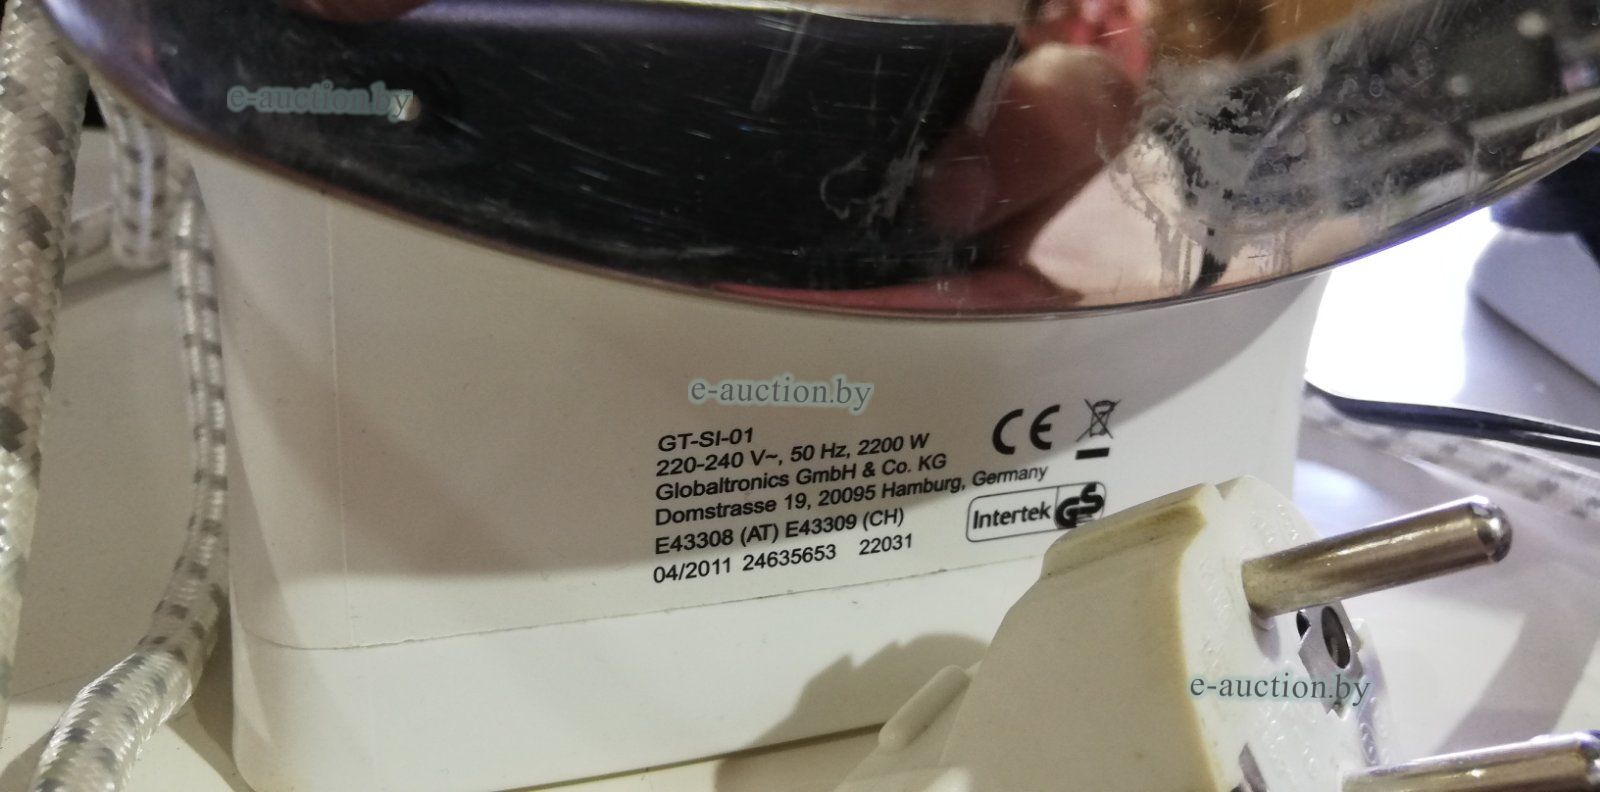 e-auction.by
e-auction.by
GT-SI-01
220-240 V~, 50 Hz, 2200 W
Globaltronics GmbH & Co. KG
Domstrasse 19, 20095 Hamburg, Germany
E43308 (AT) E43309 (CH)
04/2011 24635653 22031
CE
Intertek GS
e-auction.by